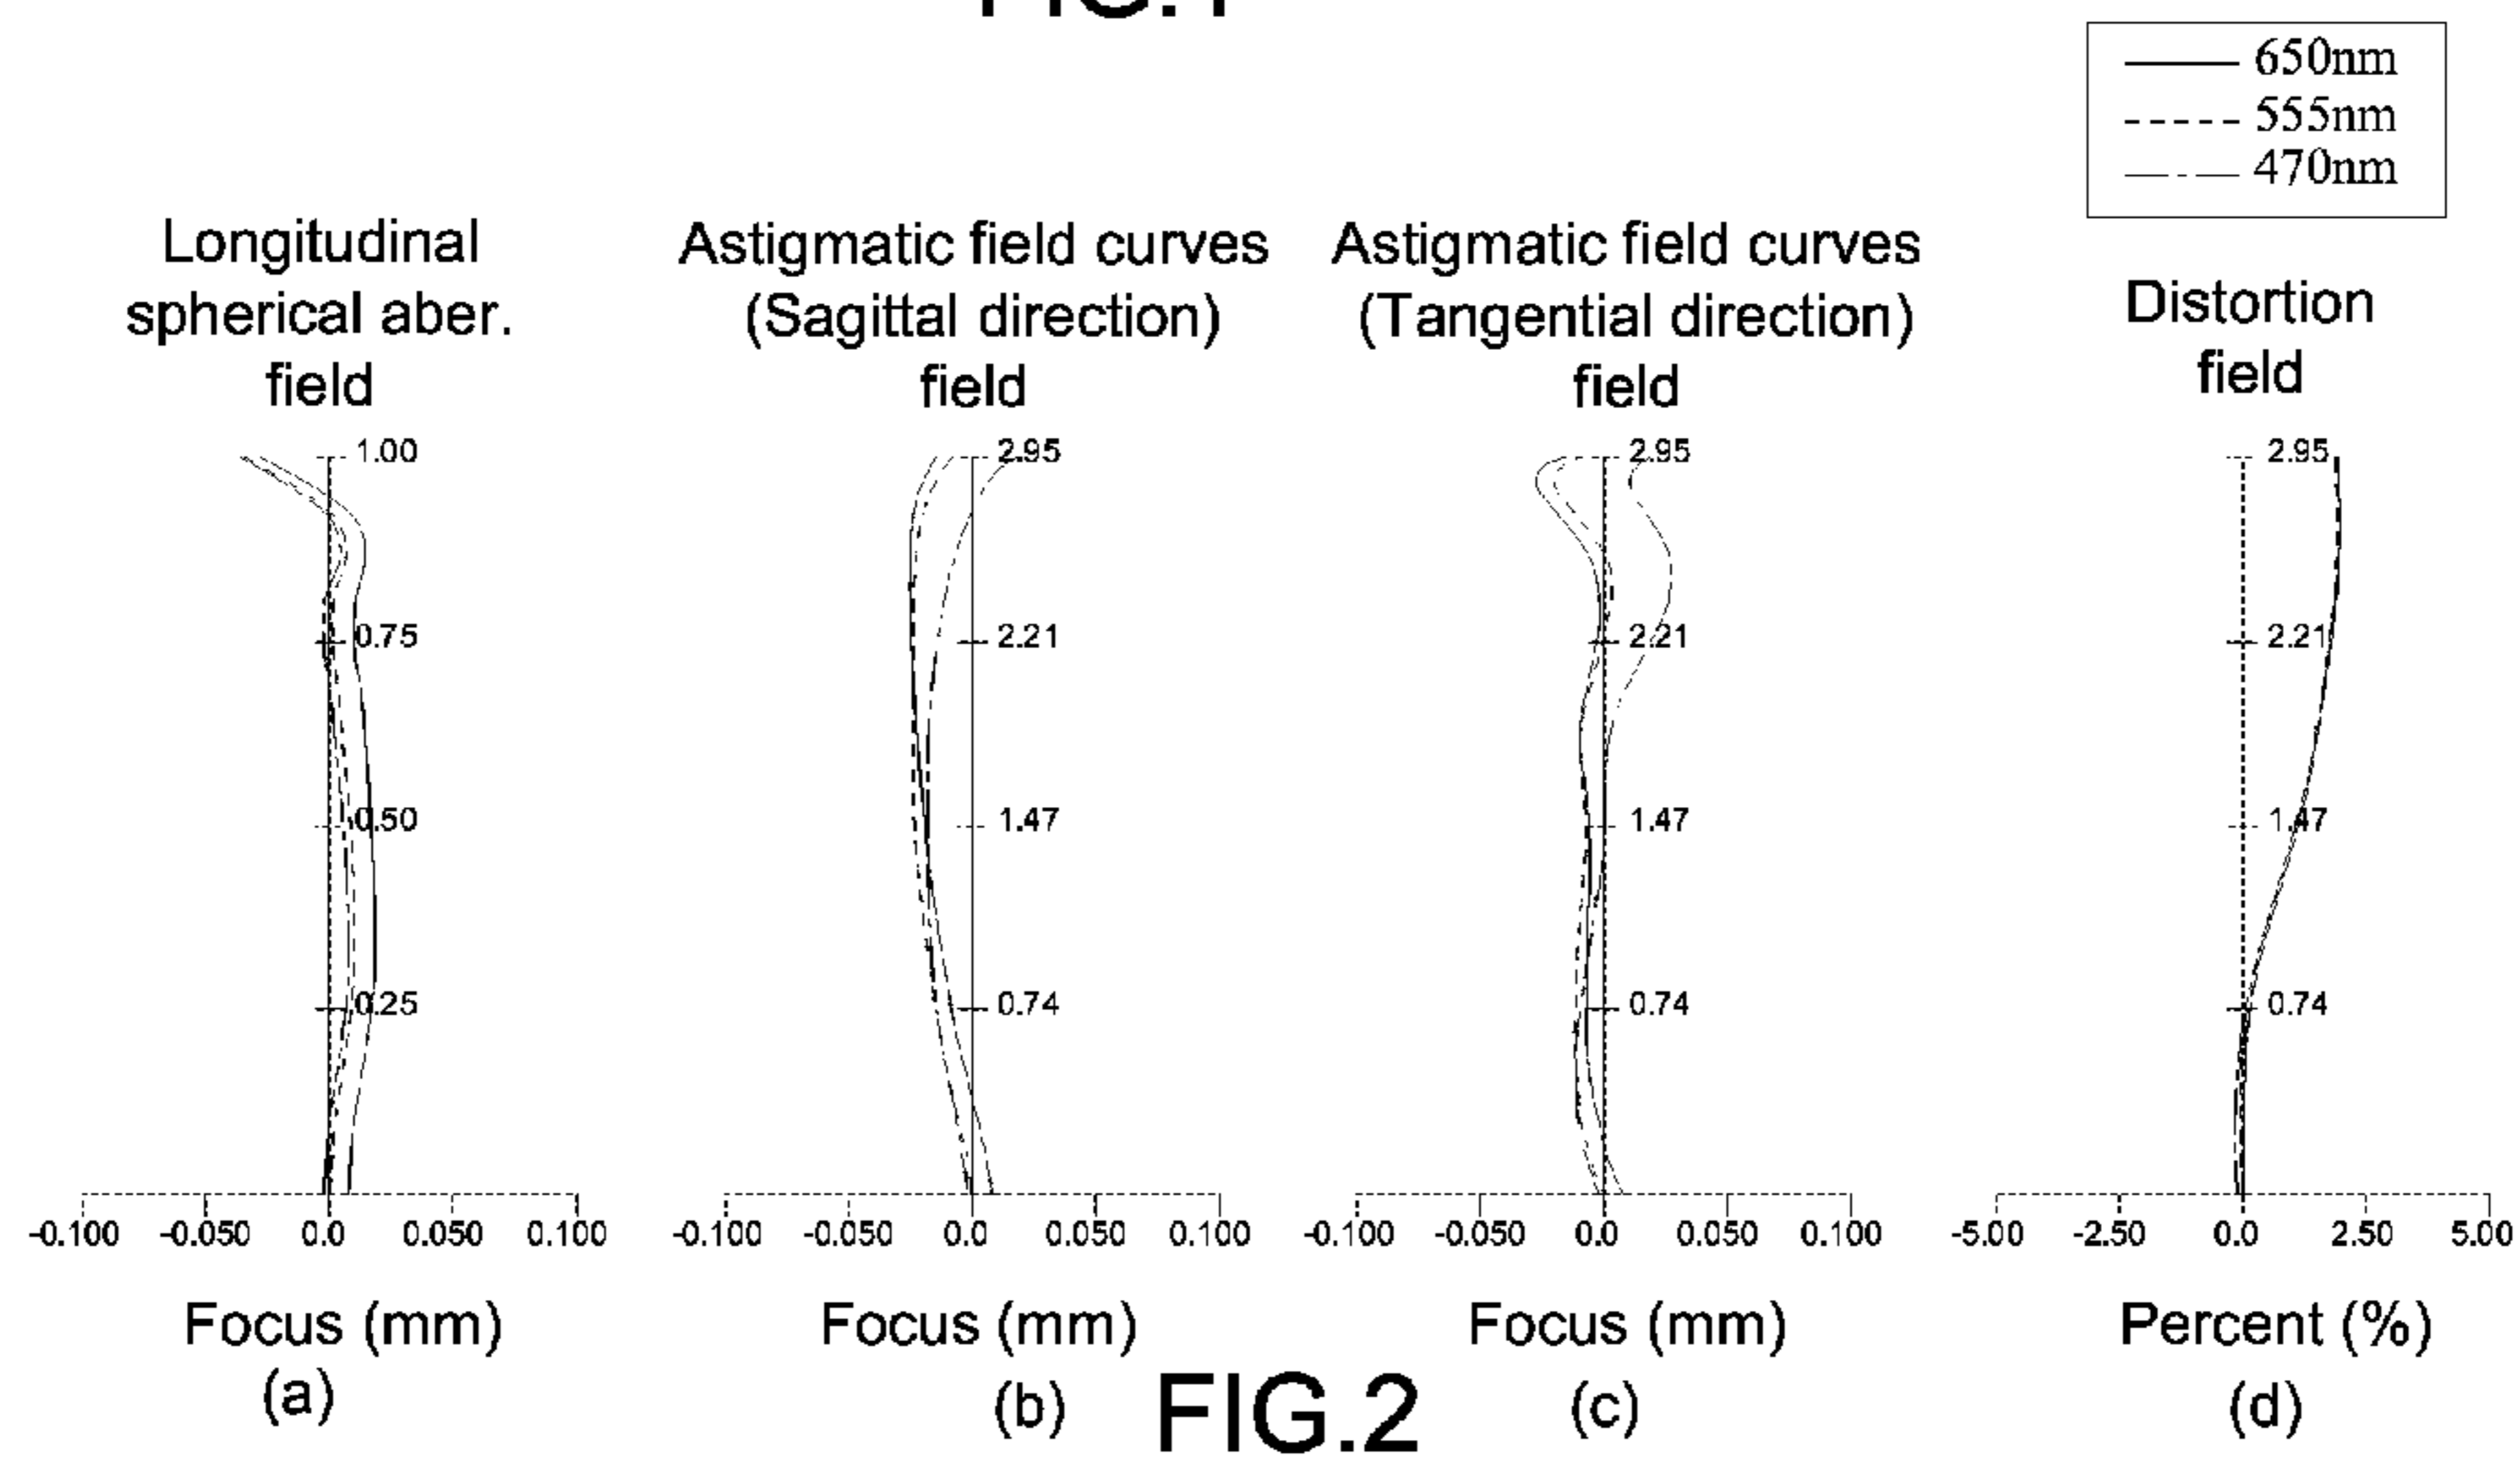 650nm
555nm
470nm
Longitudinal
spherical aber.
field
Astigmatic field curves
(Sagittal direction)
field
Astigmatic field curves
(Tangential direction)
field
Distortion
field
1.00
0.75
0.50
0.25
-0.100 -0.050 0.0 0.050 0.100
Focus (mm)
(a)
2.95
2.21
1.47
0.74
-0.100 -0.050 0.0 0.050 0.100
Focus (mm)
(b)
2.95
2.21
1.47
0.74
-0.100 -0.050 0.0 0.050 0.100
Focus (mm)
(c)
2.95
2.21
1.47
0.74
-5.00 -2.50 0.0 2.50 5.00
Percent (%)
(d)
FIG.2